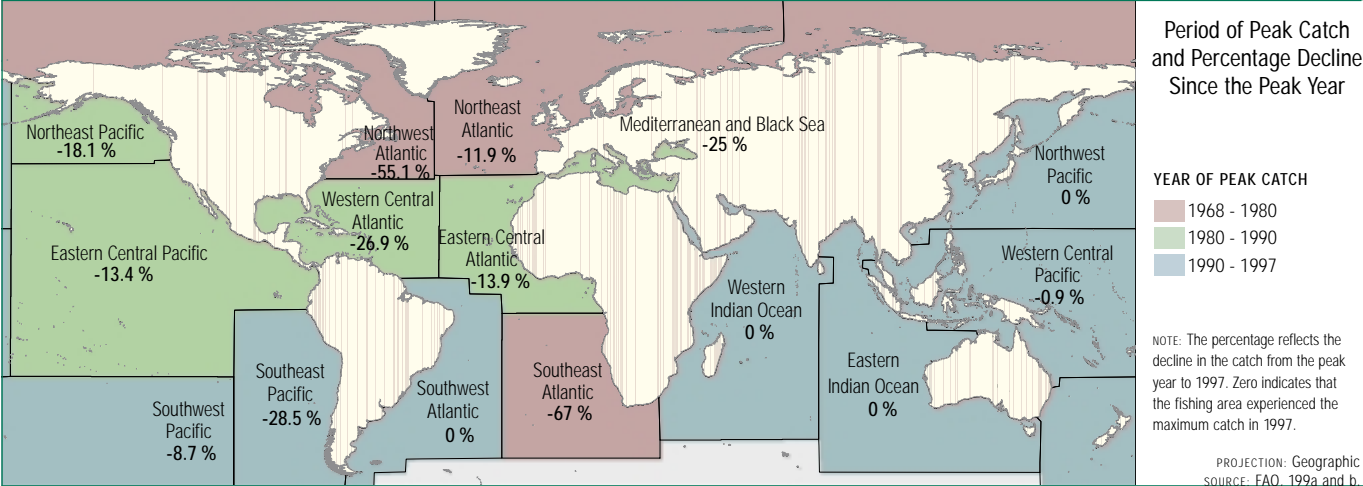 Period of Peak Catch
and Percentage Decline
Since the Peak Year
YEAR OF PEAK CATCH
1968 - 1980
1980 - 1990
1990 - 1997
NOTE: The percentage reflects the
decline in the catch from the peak
year to 1997. Zero indicates that
the fishing area experienced the
maximum catch in 1997.
PROJECTION: Geographic
SOURCE: FAO, 199a and b.
Northeast Pacific
-18.1 %
Northwest
Atlantic
-55.1 %
Northeast
Atlantic
-11.9 %
Mediterranean and Black Sea
-25 %
Northwest
Pacific
0 %
Eastern Central Pacific
-13.4 %
Western Central
Atlantic
-26.9 %
Eastern Central
Atlantic
-13.9 %
Western
Indian Ocean
0 %
Western Central
Pacific
-0.9 %
Southwest
Pacific
-8.7 %
Southeast
Pacific
-28.5 %
Southwest
Atlantic
0 %
Southeast
Atlantic
-67 %
Eastern
Indian Ocean
0 %